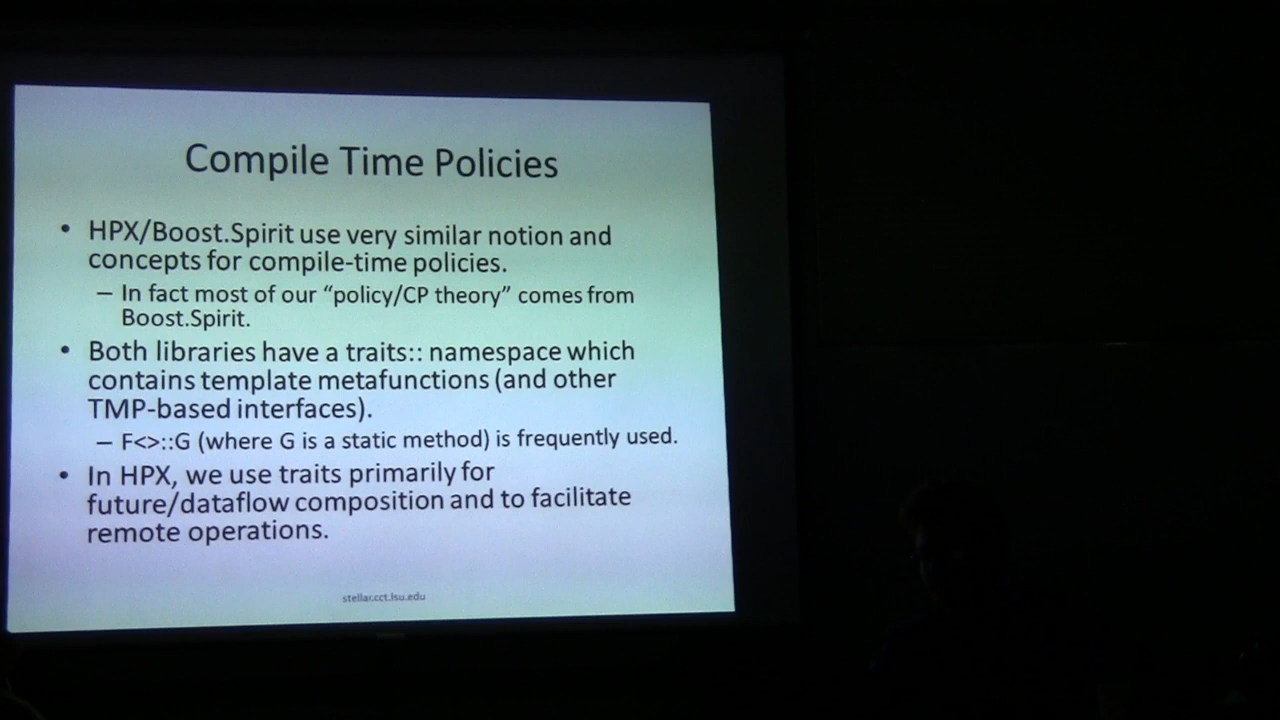 Compile Time Policies
• HPX/Boost.Spirit use very similar notion and
concepts for compile-time policies.
– In fact most of our “policy/CP theory” comes from
Boost.Spirit.
• Both libraries have a traits:: namespace which
contains template metafunctions (and other
TMP-based interfaces).
– F<>::G (where G is a static method) is frequently used.
• In HPX, we use traits primarily for
future/dataflow composition and to facilitate
remote operations.
stellar.cct.lsu.edu